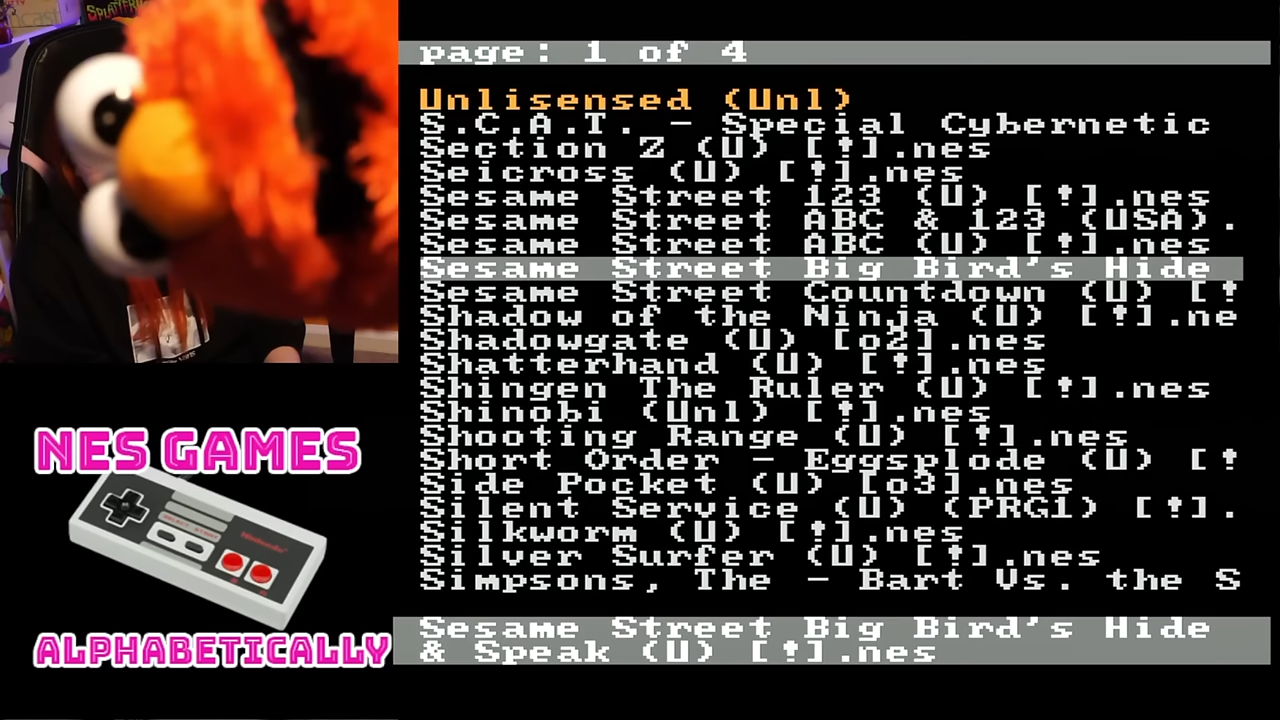 page: 1 of 4
Unlisensed (Unl)
S.C.A.T. - Special Cybernetic
Section Z (U) [!].nes
Seicross (U) [!].nes
Sesame Street 123 (U) [!].nes
Sesame Street ABC & 123 (USA).
Sesame Street ABC (U) [!].nes
Sesame Street Big Bird's Hide
Sesame Street Countdown (U) [!
Shadow of the Ninja (U) [!].ne
Shadowgate (U) [o2].nes
Shatterhand (U) [!].nes
Shingen The Ruler (U) [!].nes
Shinobi (Unl) [!].nes
Shooting Range (U) [!].nes
Short Order - Eggsplode (U) [!
Side Pocket (U) [o3].nes
Silent Service (U) (PRG1) [!].
Silkworm (U) [!].nes
Silver Surfer (U) [!].nes
Simpsons, The - Bart Vs. the S
Sesame Street Big Bird's Hide
& Speak (U) [!].nes
NES GAMES
Nintendo
ALPHABETICALLY